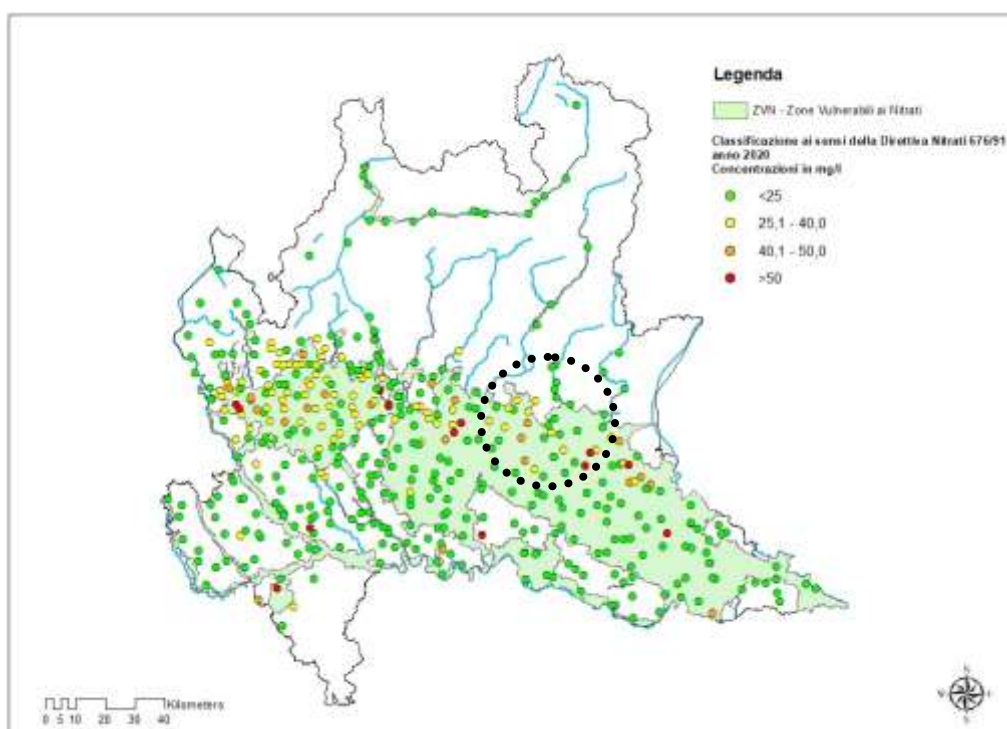 Legenda
ZVN - Zone Vulnerabili ai Nitrati
Classificazione ai sensi della Direttiva Nitrati 676/91
anno 2020
Concentrazioni in mg/l
<25
25,1 - 40,0
40,1 - 50,0
>50
Kilometers
0 5 10 20 30 40